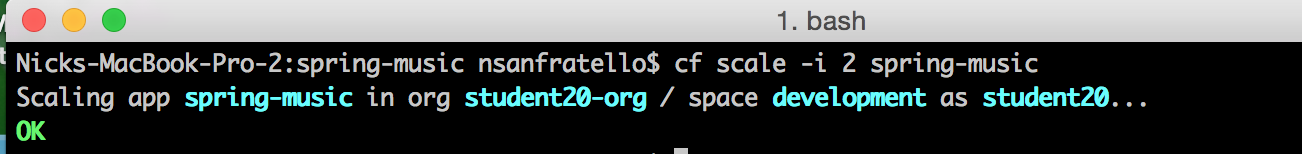 1. bash
Nicks-MacBook-Pro-2:spring-music nsanfratello$ cf scale -i 2 spring-music
Scaling app spring-music in org student20-org / space development as student20...
OK